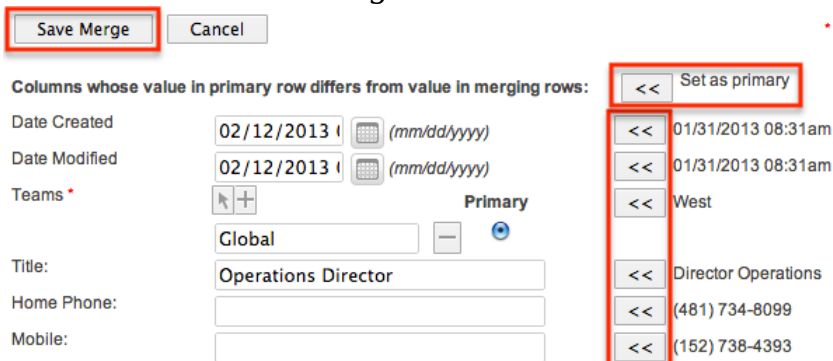 Save Merge Cancel *
Columns whose value in primary row differs from value in merging rows: << Set as primary
Date Created 02/12/2013 (mm/dd/yyyy) << 01/31/2013 08:31am
Date Modified 02/12/2013 (mm/dd/yyyy) << 01/31/2013 08:31am
Teams * Primary << West
Global
Title: Operations Director << Director Operations
Home Phone: << (481) 734-8099
Mobile: << (152) 738-4393